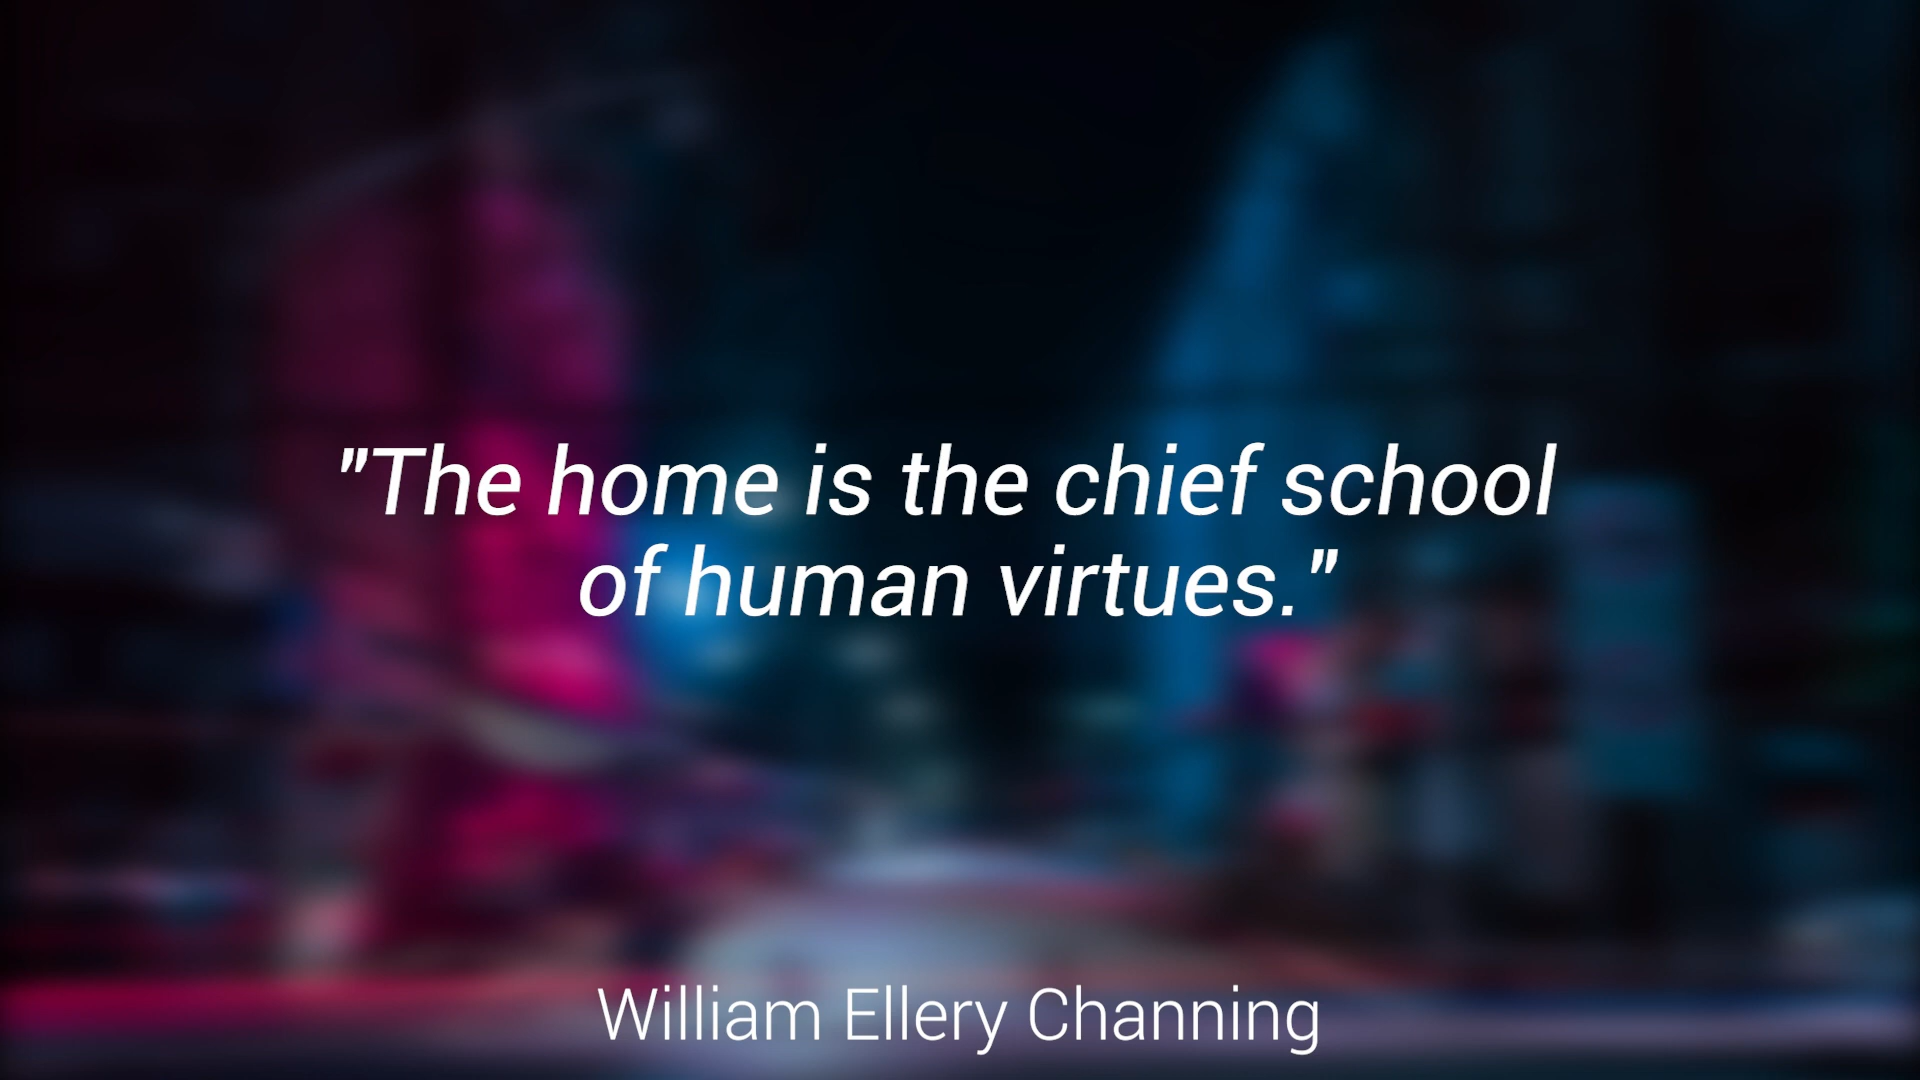 "The home is the chief school
of human virtues."
William Ellery Channing